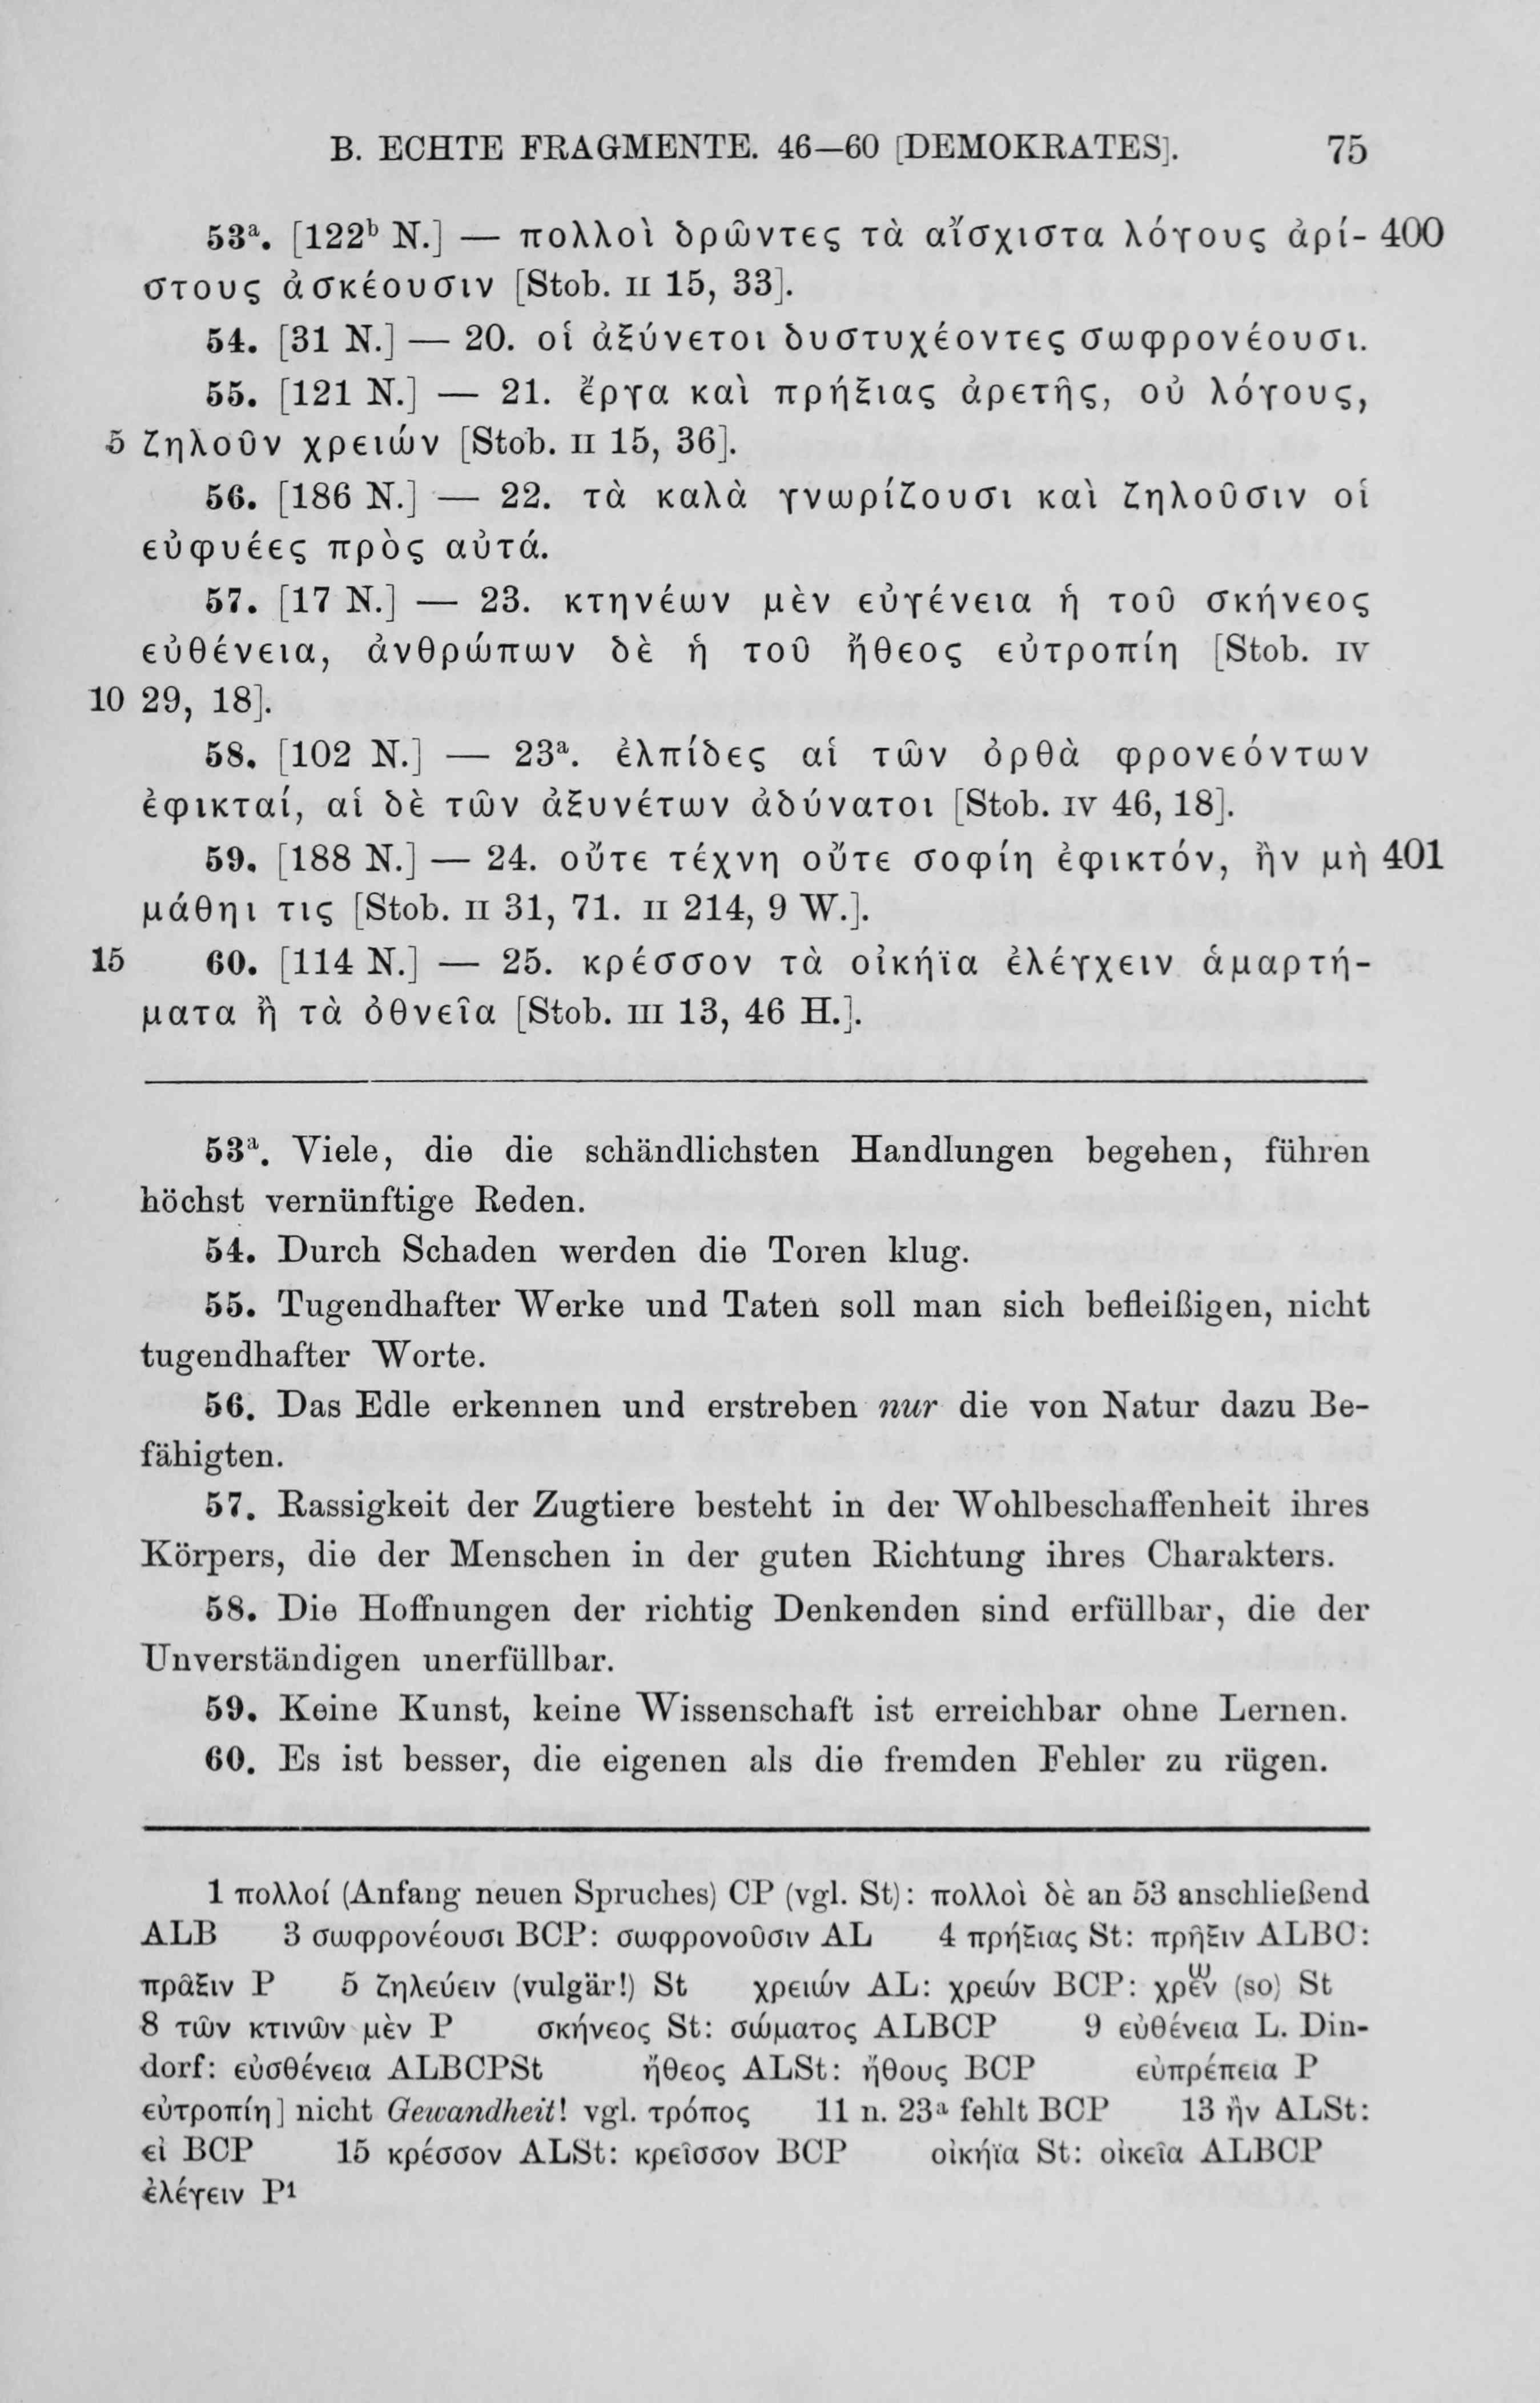 B. ECHTE FRAGMENTE. 46—60 [DEMOKRATES]. 75
53ª. [122ᵇ N.] — πολλοὶ δρῶντες τὰ αἴσχιστα λόγους ἀρί- 400
στους ἀσκέουσιν [Stob. II 15, 33].
54. [31 N.] — 20. οἱ ἀξύνετοι δυστυχέοντες σωφρονέουσι.
55. [121 N.] — 21. ἔργα καὶ πρήξιας ἀρετῆς, οὐ λόγους,
5 ζηλοῦν χρειών [Stob. II 15, 36].
56. [186 N.] — 22. τὰ καλὰ γνωρίζουσι καὶ ζηλοῦσιν οἱ
εὐφυέες πρὸς αὐτά.
57. [17 N.] — 23. κτηνέων μὲν εὐγένεια ἡ τοῦ σκήνεος
εὐθένεια, ἀνθρώπων δὲ ἡ τοῦ ἤθεος εὐτροπίη [Stob. IV
10 29, 18].
58. [102 N.] — 23ª. ἐλπίδες αἱ τῶν ὀρθὰ φρονεόντων
ἐφικταί, αἱ δὲ τῶν ἀξυνέτων ἀδύνατοι [Stob. IV 46, 18].
59. [188 N.] — 24. οὔτε τέχνη οὔτε σοφίη ἐφικτόν, ἢν μὴ 401
μάθηι τις [Stob. II 31, 71. II 214, 9 W.].
15 60. [114 N.] — 25. κρέσσον τὰ οἰκήϊα ἐλέγχειν ἁμαρτή-
ματα ἢ τὰ ὀθνεῖα [Stob. III 13, 46 H.].
53ª. Viele, die die schändlichsten Handlungen begehen, führen
höchst vernünftige Reden.
54. Durch Schaden werden die Toren klug.
55. Tugendhafter Werke und Taten soll man sich befleißigen, nicht
tugendhafter Worte.
56. Das Edle erkennen und erstreben nur die von Natur dazu Be-
fähigten.
57. Rassigkeit der Zugtiere besteht in der Wohlbeschaffenheit ihres
Körpers, die der Menschen in der guten Richtung ihres Charakters.
58. Die Hoffnungen der richtig Denkenden sind erfüllbar, die der
Unverständigen unerfüllbar.
59. Keine Kunst, keine Wissenschaft ist erreichbar ohne Lernen.
60. Es ist besser, die eigenen als die fremden Fehler zu rügen.
1 πολλοί (Anfang neuen Spruches) CP (vgl. St): πολλοὶ δὲ an 53 anschließend
ALB 3 σωφρονέουσι BCP: σωφρονοῦσιν AL 4 πρήξιας St: πρῆξιν ALBC:
πρᾶξιν P 5 ζηλεύειν (vulgär!) St χρειών AL: χρεών BCP: χρεν̃ω (so) St
8 τῶν κτινῶν μὲν P σκήνεος St: σώματος ALBCP 9 εὐθένεια L. Din-
dorf: εὐσθένεια ALBCPSt ἤθεος ALSt: ἤθους BCP εὐπρέπεια P
εὐτροπίη] nicht Gewandheit! vgl. τρόπος 11 n. 23ª fehlt BCP 13 ἢν ALSt:
εἰ BCP 15 κρέσσον ALSt: κρεῖσσον BCP οἰκήϊα St: οἰκεῖα ALBCP
ἐλέγειν P¹